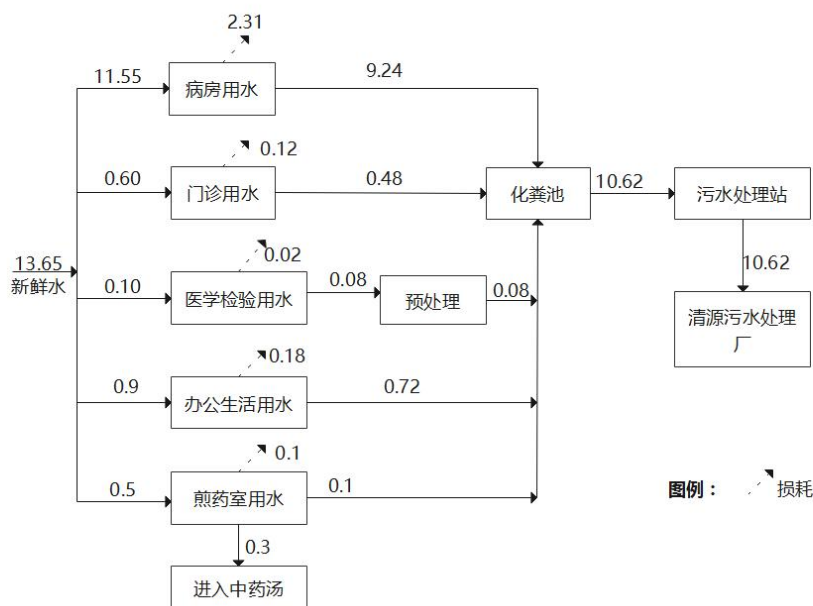 2.31
11.55
病房用水
9.24
0.12
0.60
门诊用水
0.48
化粪池
10.62
污水处理站
13.65
新鲜水
0.02
0.10
医学检验用水
0.08
预处理
0.08
10.62
清源污水处理
厂
0.18
0.9
办公生活用水
0.72
0.1
0.5
煎药室用水
0.1
图例：
损耗
0.3
进入中药汤